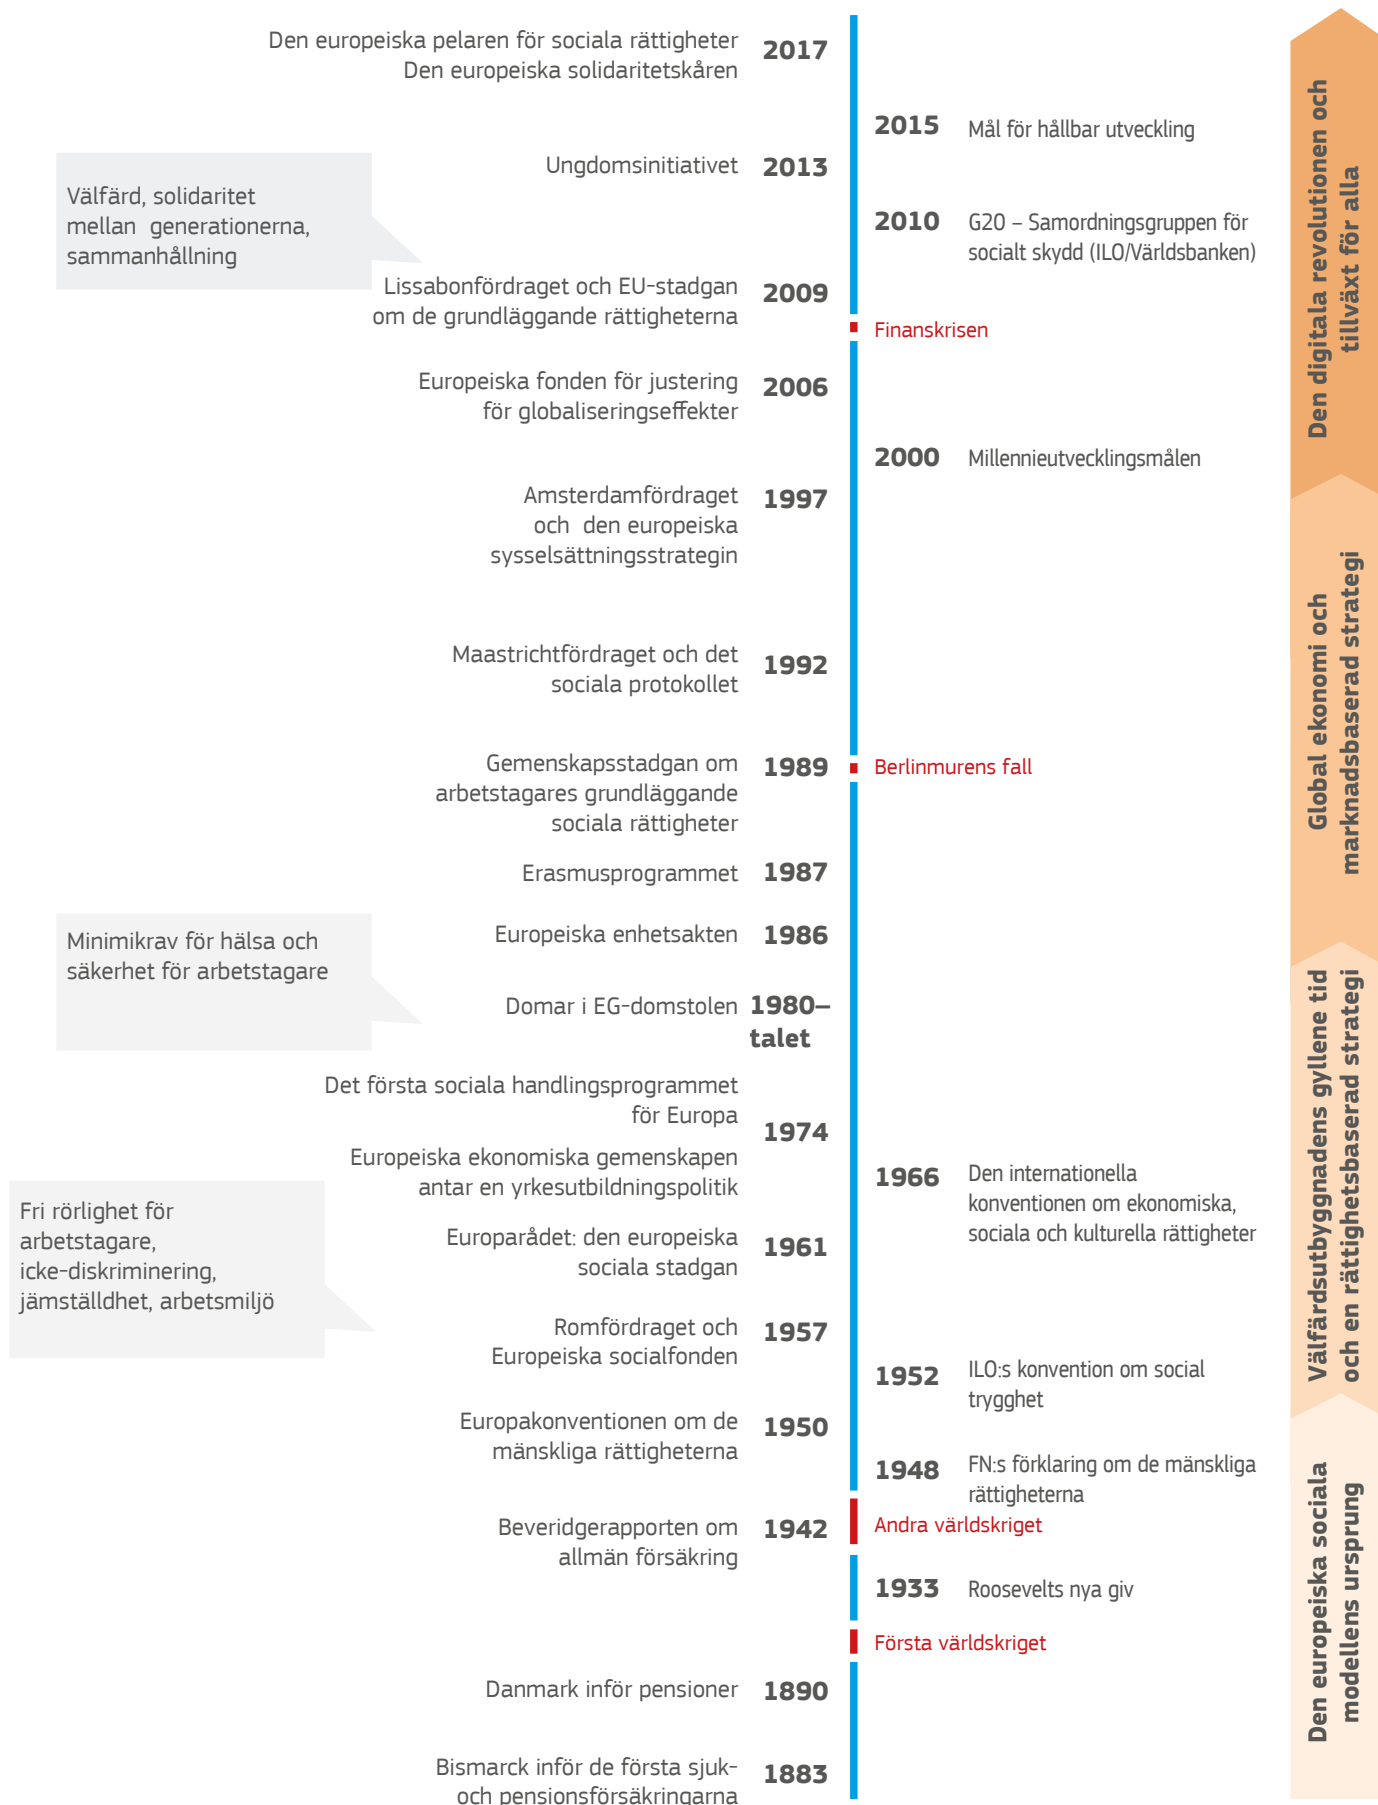 Den europeiska pelaren för sociala rättigheter
Den europeiska solidaritetskåren
2017
2015
Mål för hållbar utveckling
Ungdomsinitiativet
2013
Välfärd, solidaritet
mellan generationerna,
sammanhållning
2010
G20 – Samordningsgruppen för
socialt skydd (ILO/Världsbanken)
Lissabonfördraget och EU-stadgan
om de grundläggande rättigheterna
2009
Finanskrisen
Europeiska fonden för justering
för globaliseringseffekter
2006
2000
Millennieutvecklingsmålen
Amsterdamfördraget
och den europeiska
sysselsättningsstrategin
1997
Maastrichtfördraget och det
sociala protokollet
1992
Gemenskapsstadgan om
arbetstagares grundläggande
sociala rättigheter
1989
Berlinmurens fall
Erasmusprogrammet
1987
Minimikrav för hälsa och
säkerhet för arbetstagare
Europeiska enhetsakten
1986
Domar i EG-domstolen
1980–
talet
Det första sociala handlingsprogrammet
för Europa
1974
Europeiska ekonomiska gemenskapen
antar en yrkesutbildningspolitik
1966
Den internationella
konventionen om ekonomiska,
sociala och kulturella rättigheter
Fri rörlighet för
arbetstagare,
icke-diskriminering,
jämställdhet, arbetsmiljö
Europarådet: den europeiska
sociala stadgan
1961
Romfördraget och
Europeiska socialfonden
1957
1952
ILO:s konvention om social
trygghet
Europakonventionen om de
mänskliga rättigheterna
1950
1948
FN:s förklaring om de mänskliga
rättigheterna
Beveridgerapporten om
allmän försäkring
1942
Andra världskriget
1933
Roosevelts nya giv
Första världskriget
Danmark inför pensioner
1890
Bismarck inför de första sjuk-
och pensionsförsäkringarna
1883
Den digitala revolutionen och
tillväxt för alla
Global ekonomi och
marknadsbaserad strategi
Välfärdsutbyggnadens gyllene tid
och en rättighetsbaserad strategi
Den europeiska sociala
modellens ursprung